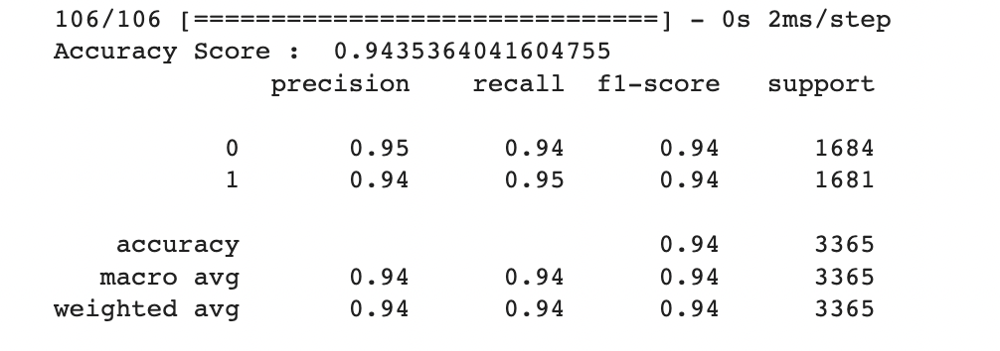 106/106 [==============================] - 0s 2ms/step
Accuracy Score :  0.9435364041604755
              precision    recall  f1-score   support

           0       0.95      0.94      0.94      1684
           1       0.94      0.95      0.94      1681

    accuracy                           0.94      3365
   macro avg       0.94      0.94      0.94      3365
weighted avg       0.94      0.94      0.94      3365